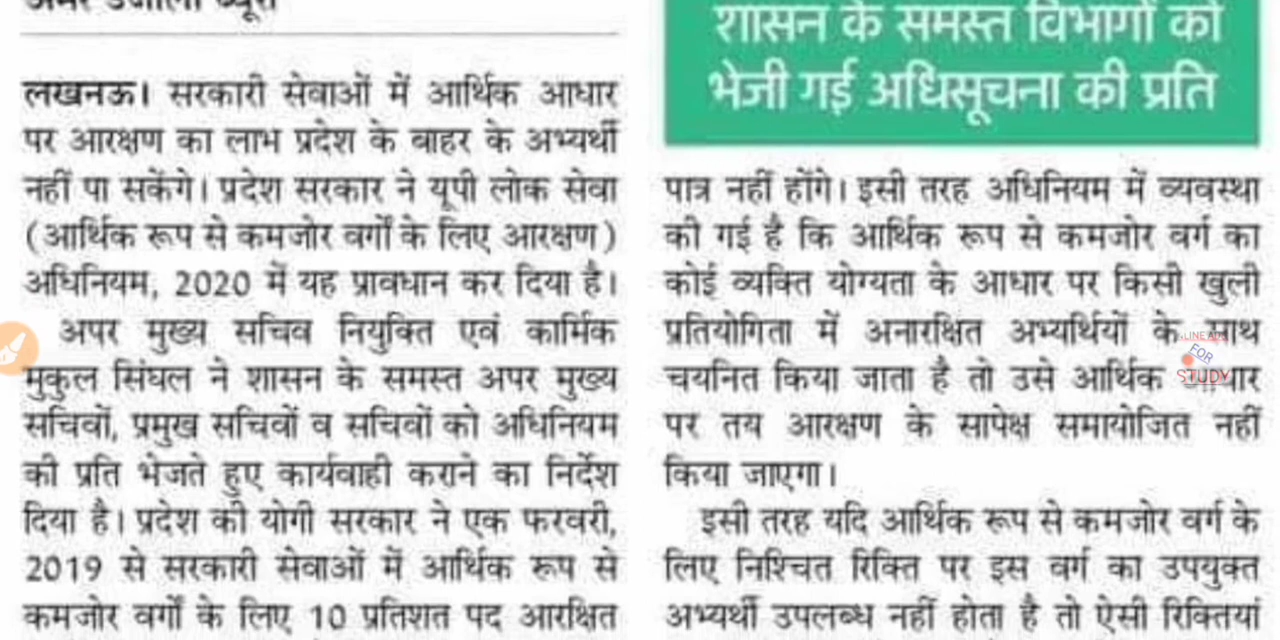 अमर उजाला ब्यूरो
लखनऊ। सरकारी सेवाओं में आर्थिक आधार
पर आरक्षण का लाभ प्रदेश के बाहर के अभ्यर्थी
नहीं पा सकेंगे। प्रदेश सरकार ने यूपी लोक सेवा
(आर्थिक रूप से कमजोर वर्गों के लिए आरक्षण)
अधिनियम, 2020 में यह प्रावधान कर दिया है।
अपर मुख्य सचिव नियुक्ति एवं कार्मिक
मुकुल सिंघल ने शासन के समस्त अपर मुख्य
सचिवों, प्रमुख सचिवों व सचिवों को अधिनियम
की प्रति भेजते हुए कार्यवाही कराने का निर्देश
दिया है। प्रदेश की योगी सरकार ने एक फरवरी,
2019 से सरकारी सेवाओं में आर्थिक रूप से
कमजोर वर्गों के लिए 10 प्रतिशत पद आरक्षित
शासन के समस्त विभागों को
भेजी गई अधिसूचना की प्रति
पात्र नहीं होंगे। इसी तरह अधिनियम में व्यवस्था
की गई है कि आर्थिक रूप से कमजोर वर्ग का
कोई व्यक्ति योग्यता के आधार पर किसी खुली
प्रतियोगिता में अनारक्षित अभ्यर्थियों के साथ
चयनित किया जाता है तो उसे आर्थिक आधार
पर तय आरक्षण के सापेक्ष समायोजित नहीं
किया जाएगा।
इसी तरह यदि आर्थिक रूप से कमजोर वर्ग के
लिए निश्चित रिक्ति पर इस वर्ग का उपयुक्त
अभ्यर्थी उपलब्ध नहीं होता है तो ऐसी रिक्तियां
FOR
STUDY